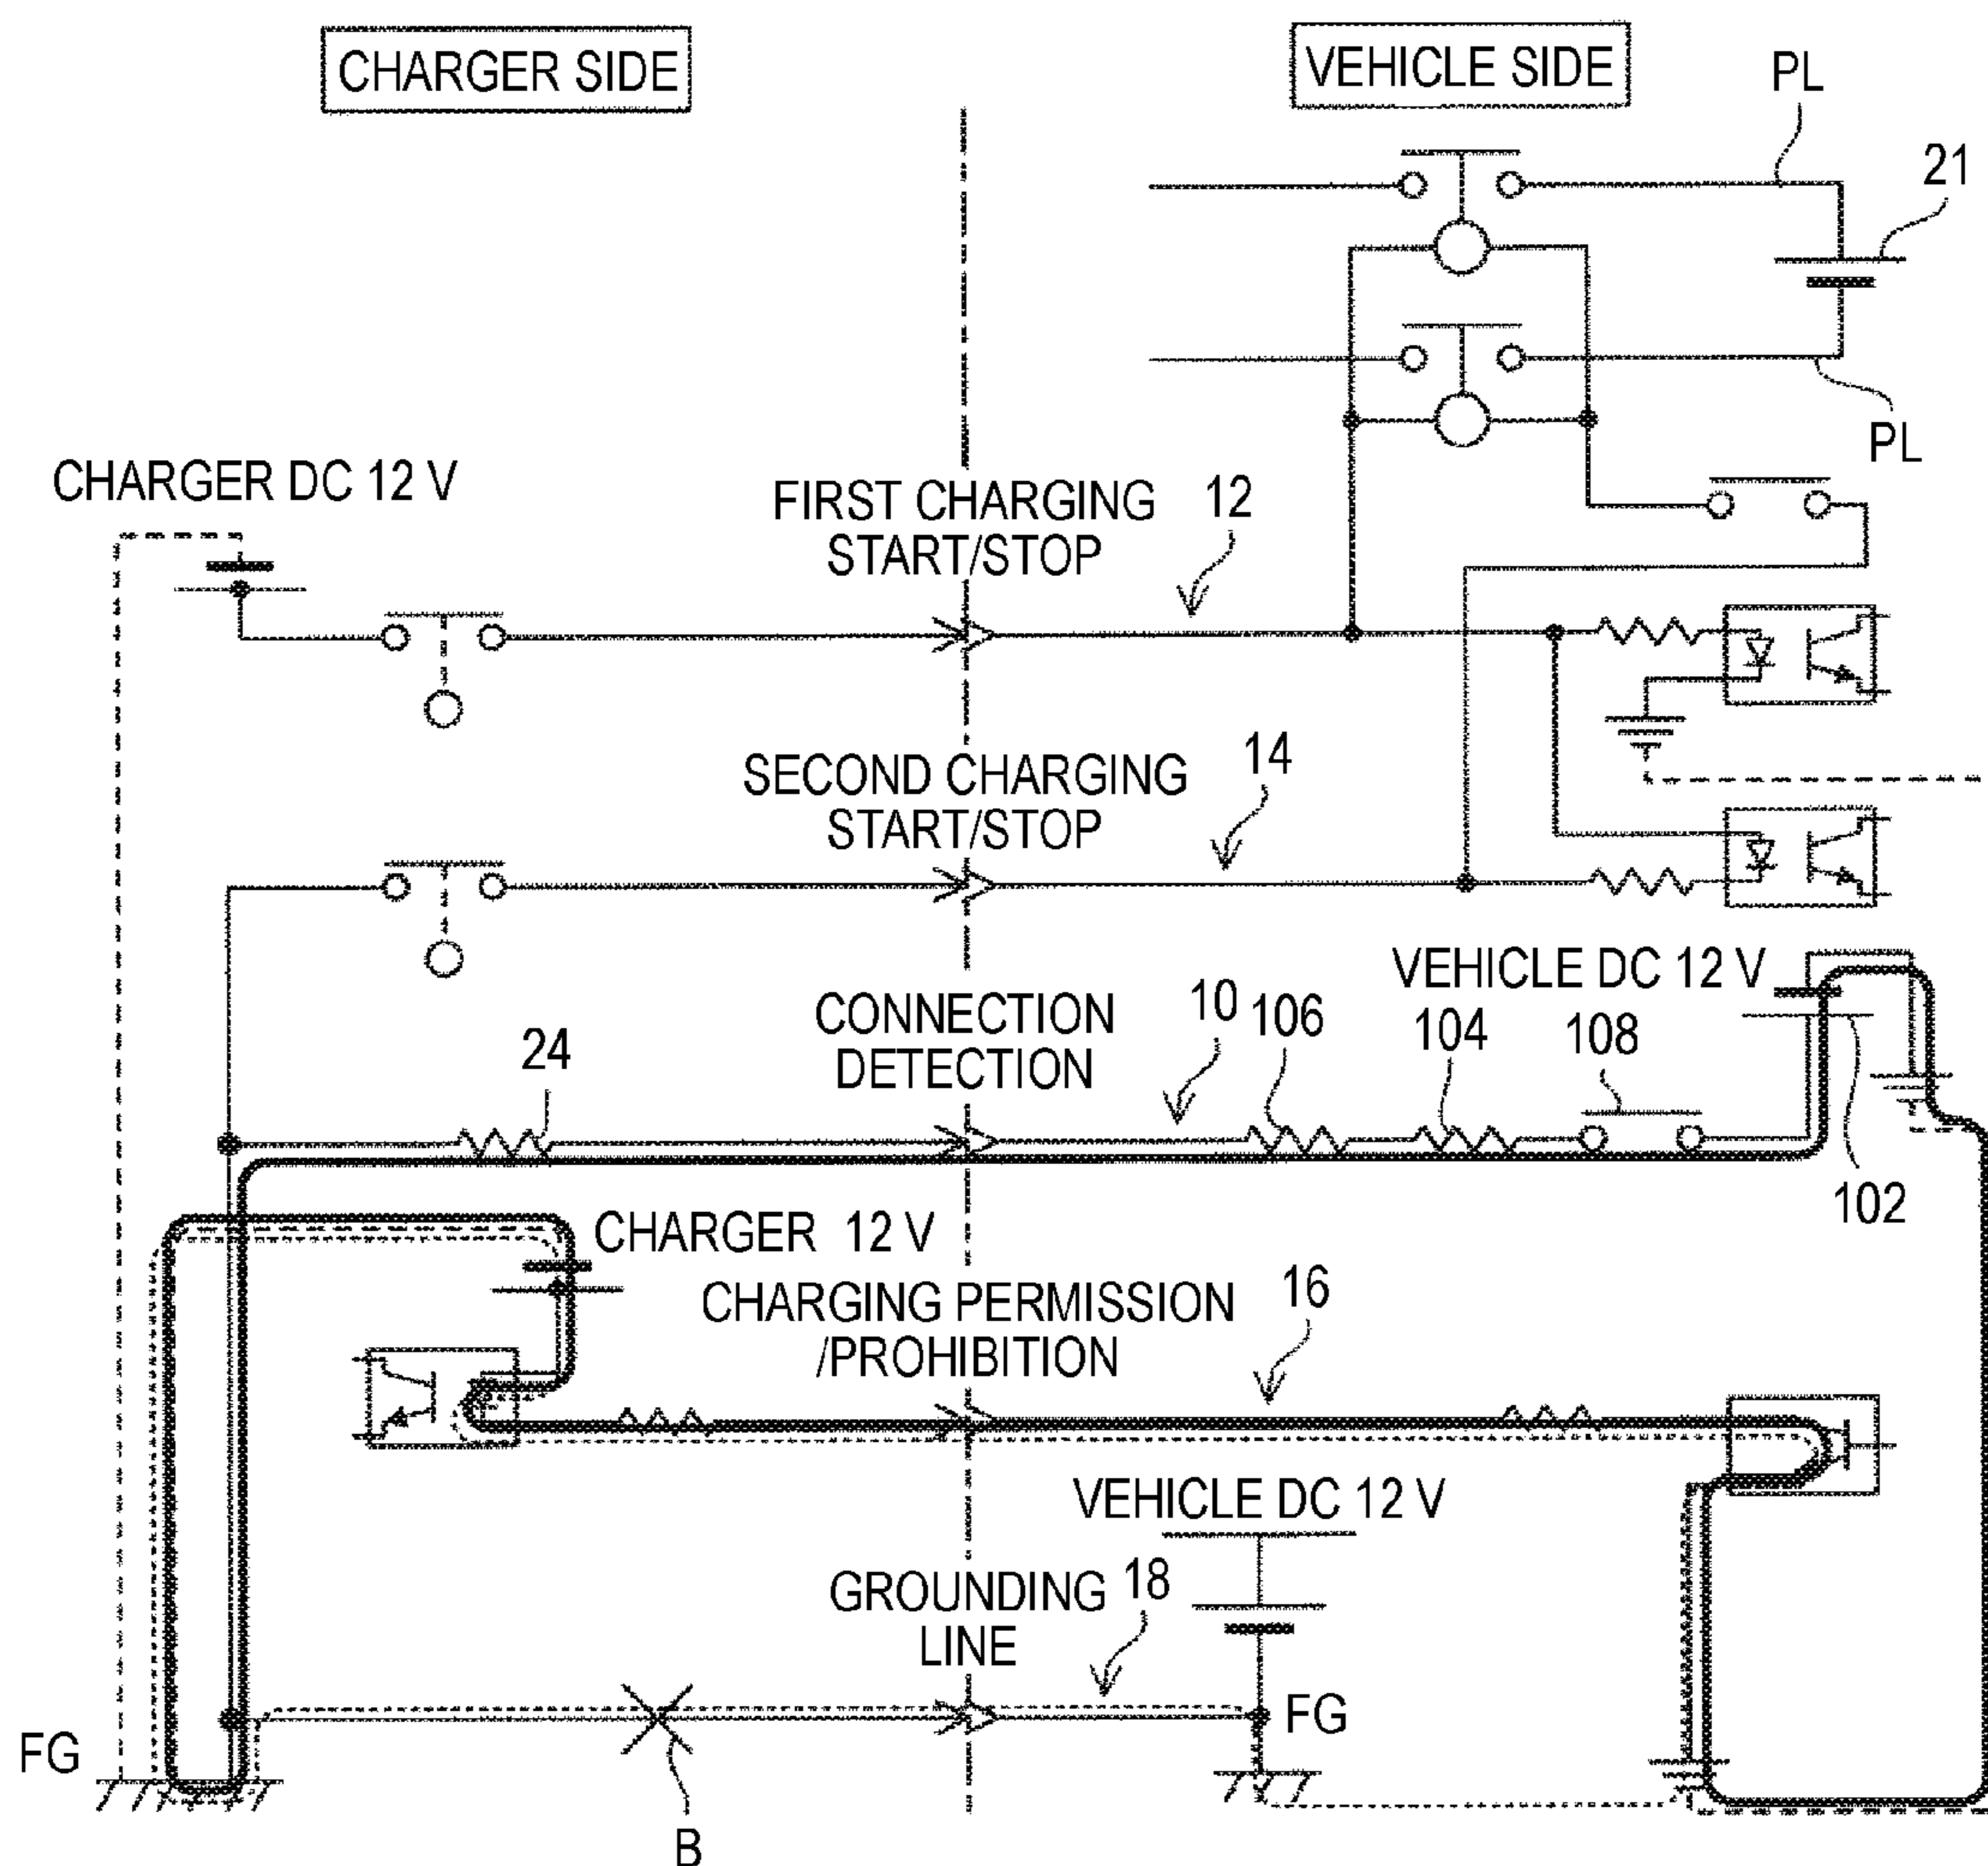 CHARGER SIDE
VEHICLE SIDE
PL
21
PL
CHARGER DC 12 V
FIRST CHARGING
START/STOP
12
SECOND CHARGING
START/STOP
14
CONNECTION
DETECTION
10
106
VEHICLE DC 12 V
104
108
24
102
CHARGER 12 V
CHARGING PERMISSION
/PROHIBITION
16
VEHICLE DC 12 V
GROUNDING
LINE
18
FG
FG
B